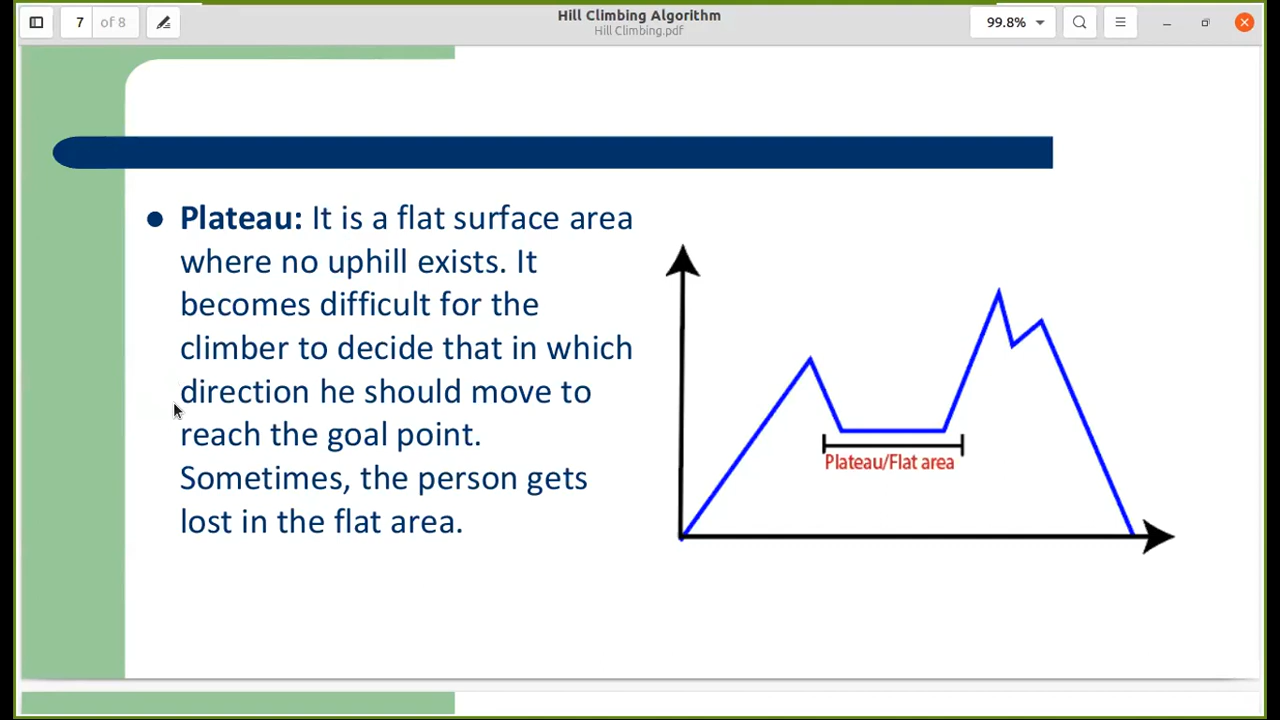 7 of 8
Hill Climbing Algorithm
Hill Climbing.pdf
99.8%
● Plateau: It is a flat surface area
where no uphill exists. It
becomes difficult for the
climber to decide that in which
direction he should move to
reach the goal point.
Sometimes, the person gets
lost in the flat area.
Plateau/Flat area